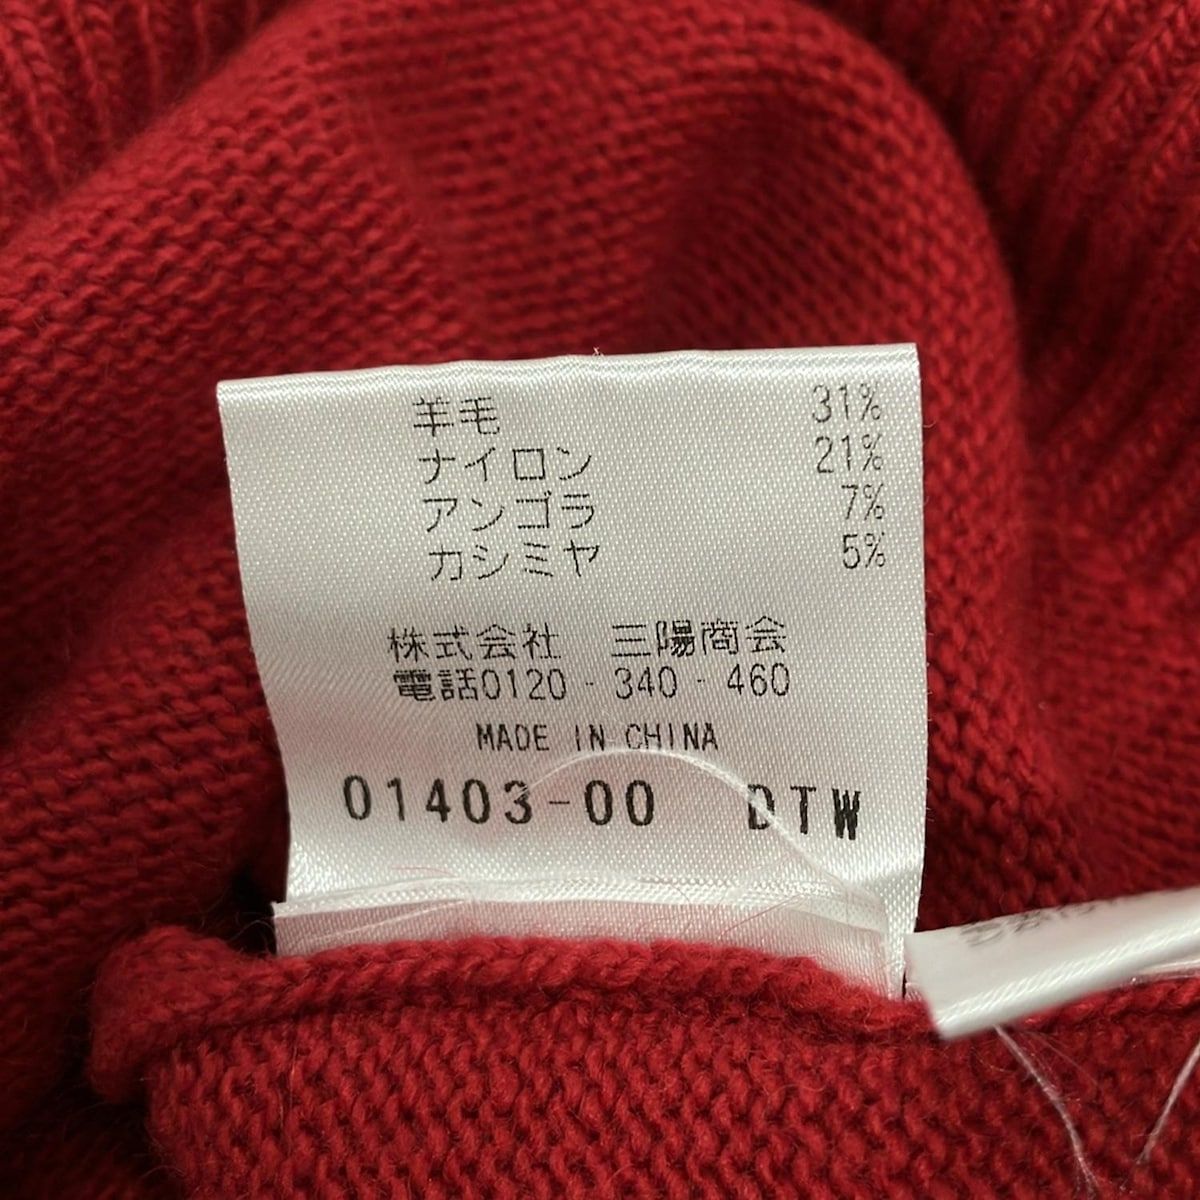 羊毛 31%
ナイロン 21%
アンゴラ 7%
カシミヤ 5%
株式会社 三陽商会
電話0120-340-460
MADE IN CHINA
01403-00 DTW